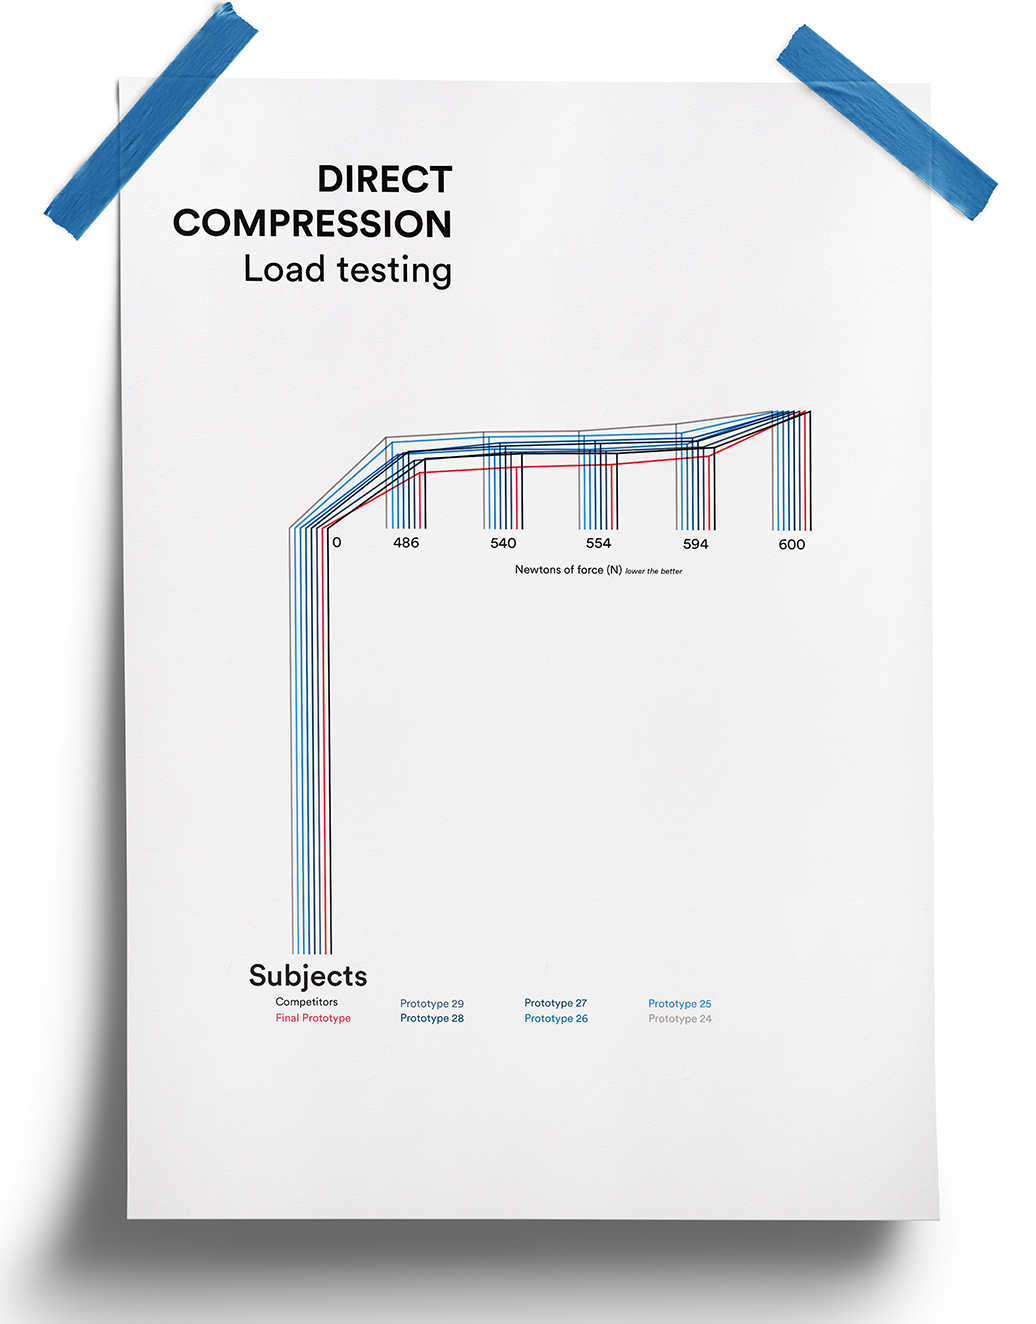 DIRECT
COMPRESSION
Load testing
0 486 540 554 594 600
Newtons of force (N) lower the better
Subjects
Competitors Prototype 29 Prototype 27 Prototype 25
Final Prototype Prototype 28 Prototype 26 Prototype 24